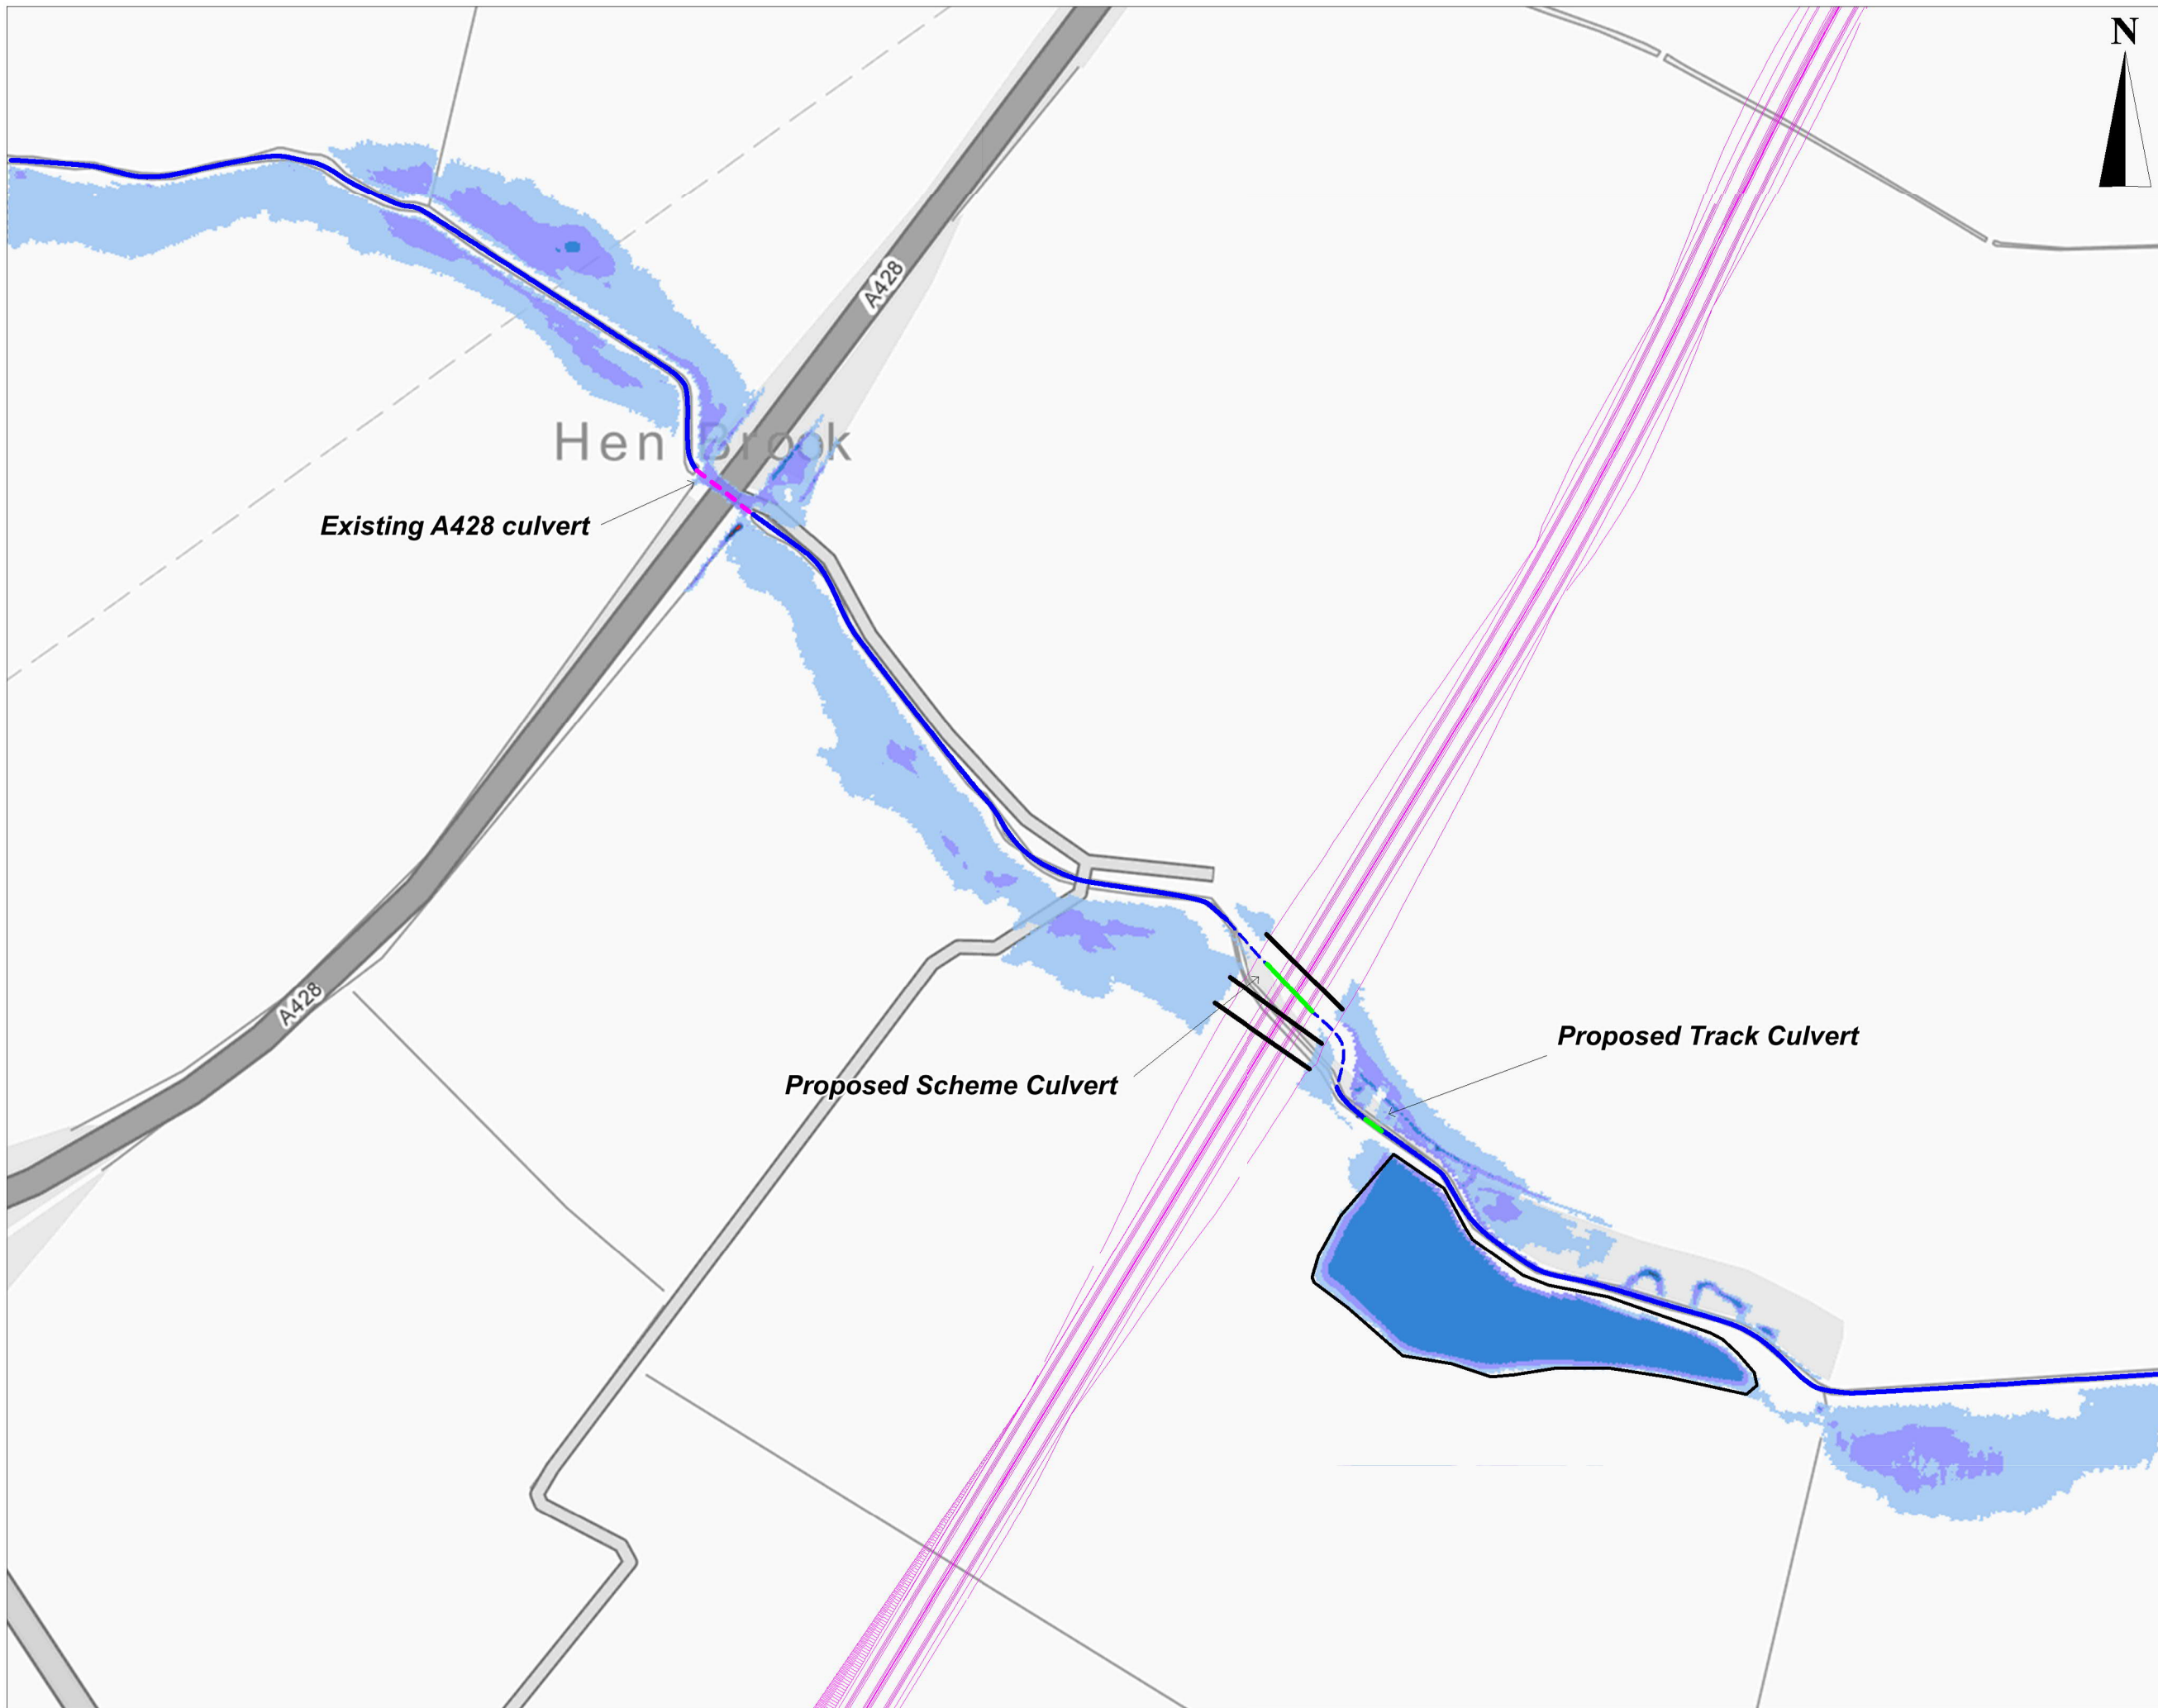 N
A428
Hen Brook
Existing A428 culvert
A428
Proposed Track Culvert
Proposed Scheme Culvert